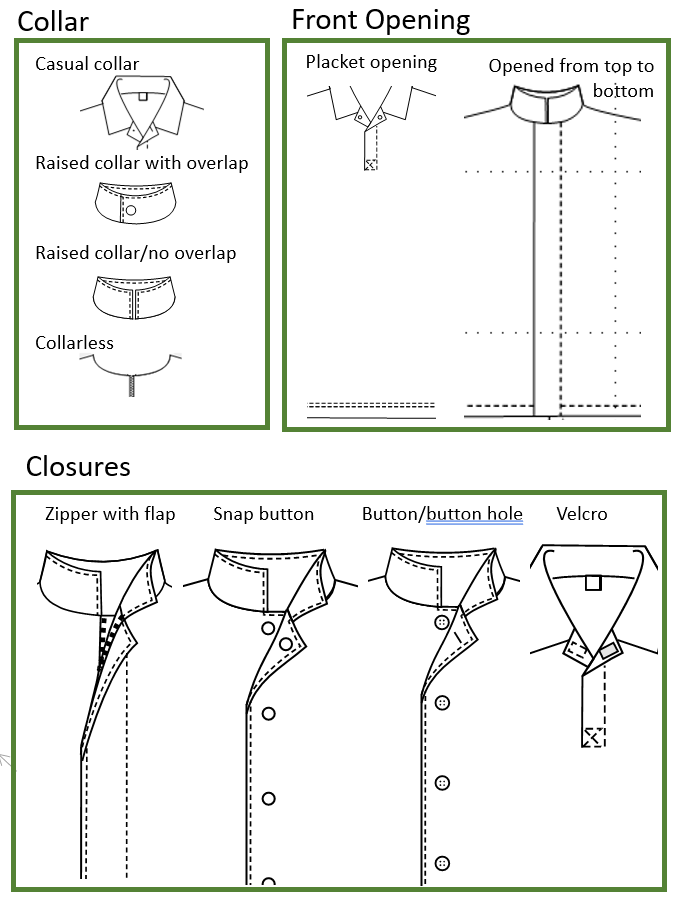 Collar
Casual collar
Raised collar with overlap
Raised collar/no overlap
Collarless
Front Opening
Placket opening
Opened from top to
bottom
Closures
Zipper with flap
Snap button
Button/button hole
Velcro